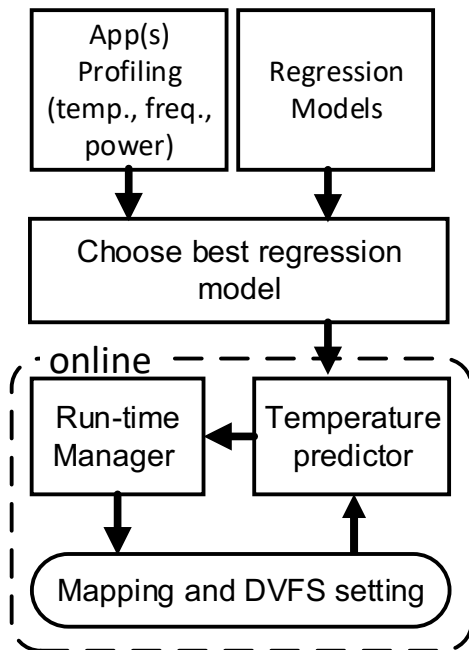 App(s)
Profiling
(temp., freq.,
power)
Regression
Models
Choose best regression
model
online
Run-time
Manager
Temperature
predictor
Mapping and DVFS setting